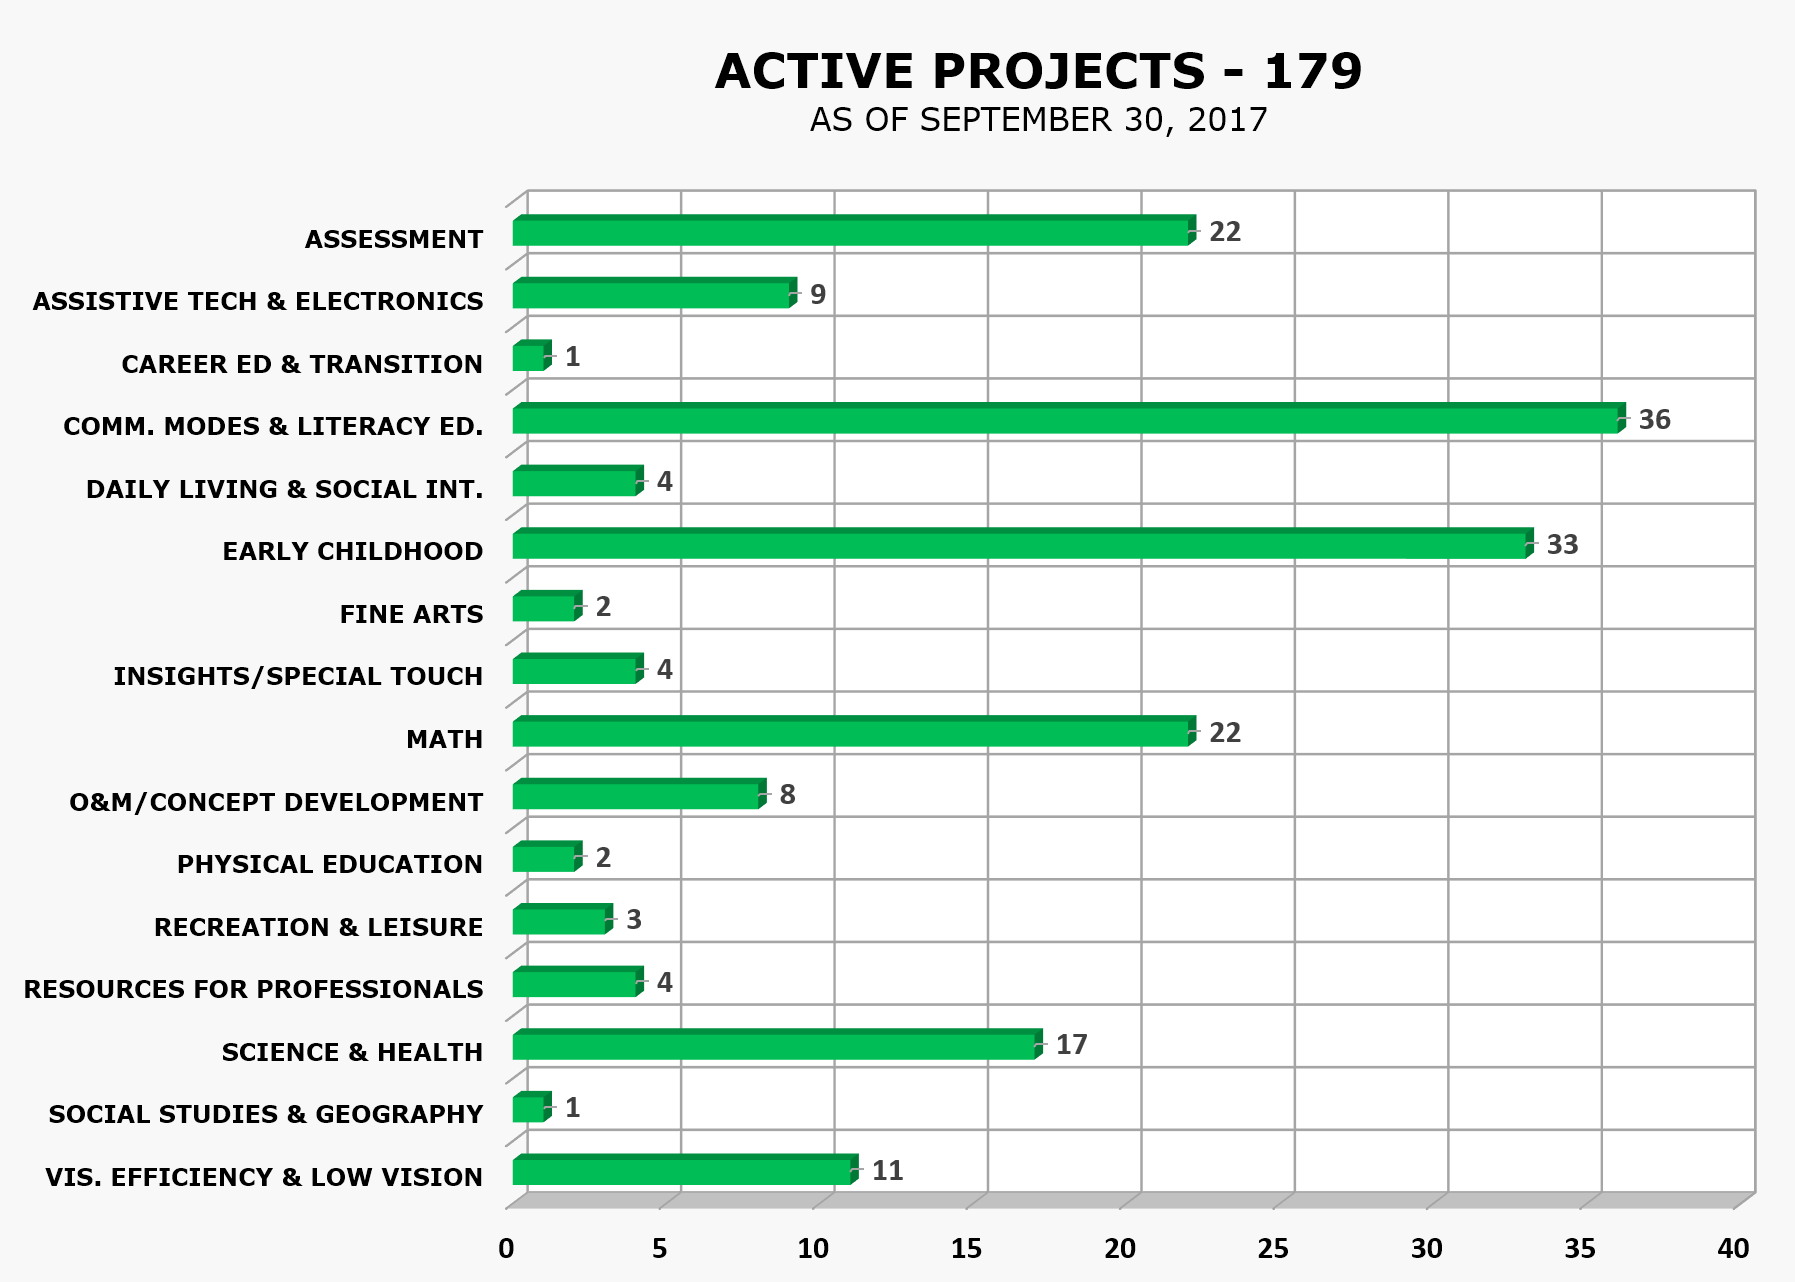 ACTIVE PROJECTS - 179
AS OF SEPTEMBER 30, 2017
ASSESSMENT 22
ASSISTIVE TECH & ELECTRONICS 9
CAREER ED & TRANSITION 1
COMM. MODES & LITERACY ED. 36
DAILY LIVING & SOCIAL INT. 4
EARLY CHILDHOOD 33
FINE ARTS 2
INSIGHTS/SPECIAL TOUCH 4
MATH 22
O&M/CONCEPT DEVELOPMENT 8
PHYSICAL EDUCATION 2
RECREATION & LEISURE 3
RESOURCES FOR PROFESSIONALS 4
SCIENCE & HEALTH 17
SOCIAL STUDIES & GEOGRAPHY 1
VIS. EFFICIENCY & LOW VISION 11
0 5 10 15 20 25 30 35 40